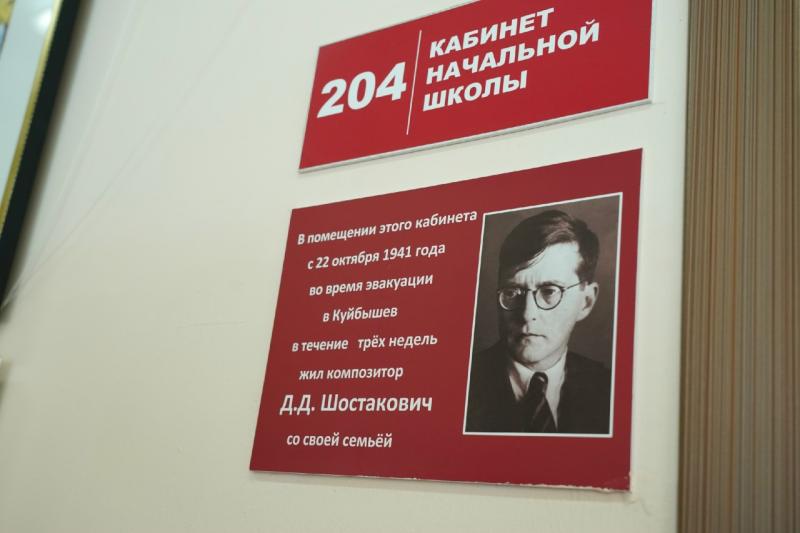 204
КАБИНЕТ
НАЧАЛЬНОЙ
ШКОЛЫ
В помещении этого кабинета
с 22 октября 1941 года
во время эвакуации
в Куйбышев
в течение трёх недель
жил композитор
Д.Д. Шостакович
со своей семьёй